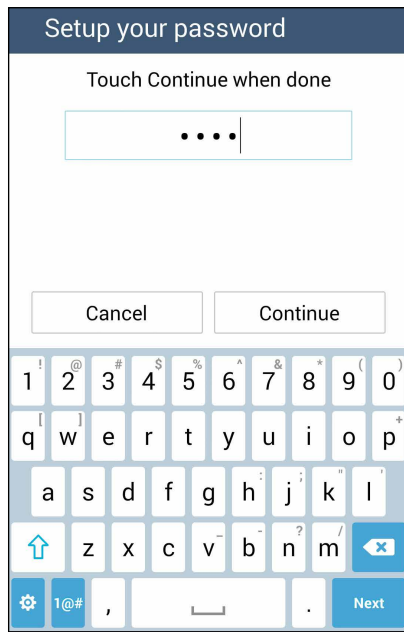 Setup your password
Touch Continue when done
••••
Cancel Continue
! @ # $ % ^ & * ( )
1 2 3 4 5 6 7 8 9 0
[ ] +
q w e r t y u i o p
: ; " '
a s d f g h j k l
_ - ? /
z x c v b n m
1@# , . Next